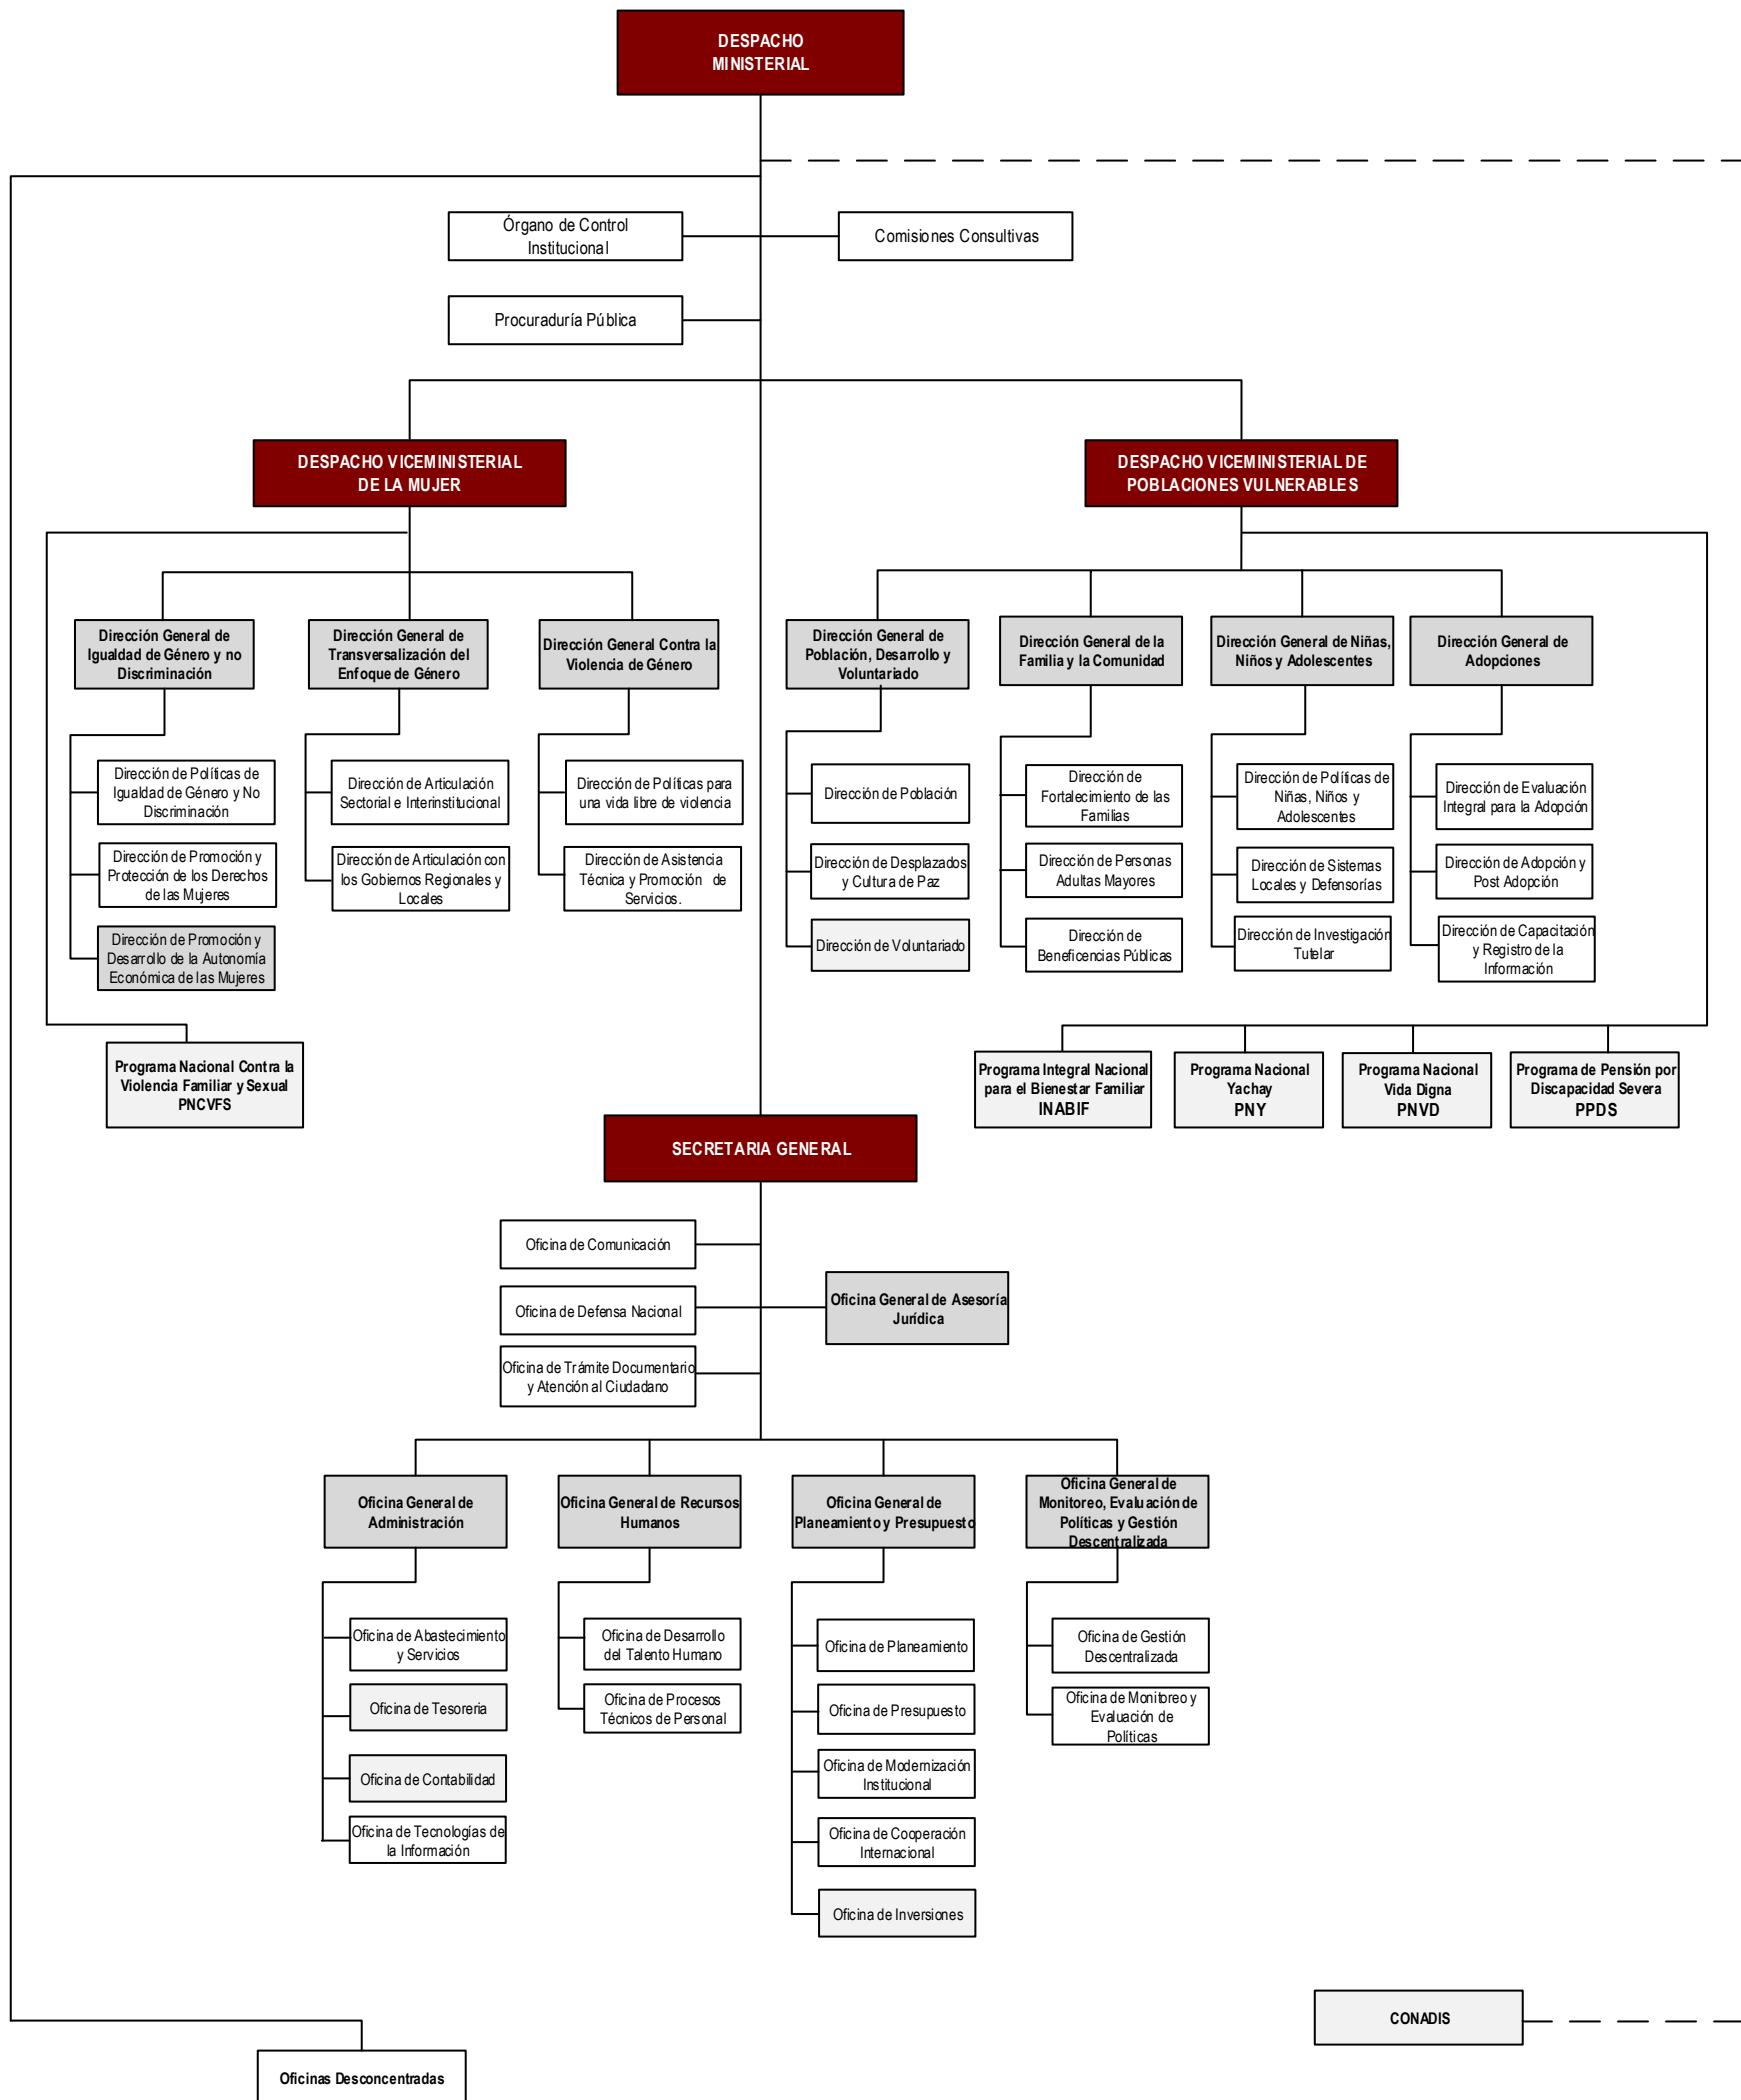 DESPACHO
MINISTERIAL
Órgano de Control
Institucional
Comisiones Consultivas
Procuraduría Pública
DESPACHO VICEMINISTERIAL
DE LA MUJER
DESPACHO VICEMINISTERIAL DE
POBLACIONES VULNERABLES
Dirección General de
Igualdad de Género y no
Discriminación
Dirección General de
Transversalización del
Enfoque de Género
Dirección General Contra la
Violencia de Género
Dirección General de
Población, Desarrollo y
Voluntariado
Dirección General de la
Familia y la Comunidad
Dirección General de Niñas,
Niños y Adolescentes
Dirección General de
Adopciones
Dirección de Políticas de
Igualdad de Género y No
Discriminación
Dirección de Articulación
Sectorial e Interinstitucional
Dirección de Políticas para
una vida libre de violencia
Dirección de Población
Dirección de
Fortalecimiento de las
Familias
Dirección de Políticas de
Niñas, Niños y
Adolescentes
Dirección de Evaluación
Integral para la Adopción
Dirección de Promoción y
Protección de los Derechos
de las Mujeres
Dirección de Articulación con
los Gobiernos Regionales y
Locales
Dirección de Asistencia
Técnica y Promoción de
Servicios.
Dirección de Desplazados
y Cultura de Paz
Dirección de Personas
Adultas Mayores
Dirección de Sistemas
Locales y Defensorías
Dirección de Adopción y
Post Adopción
Dirección de Promoción y
Desarrollo de la Autonomía
Económica de las Mujeres
Dirección de Voluntariado
Dirección de
Beneficencias Públicas
Dirección de Investigación
Tutelar
Dirección de Capacitación
y Registro de la
Información
Programa Nacional Contra la
Violencia Familiar y Sexual
PNCVFS
Programa Integral Nacional
para el Bienestar Familiar
INABIF
Programa Nacional
Yachay
PNY
Programa Nacional
Vida Digna
PNVD
Programa de Pensión por
Discapacidad Severa
PPDS
SECRETARIA GENERAL
Oficina de Comunicación
Oficina de Defensa Nacional
Oficina General de Asesoría
Jurídica
Oficina de Trámite Documentario
y Atención al Ciudadano
Oficina General de
Administración
Oficina General de Recursos
Humanos
Oficina General de
Planeamiento y Presupuesto
Oficina General de
Monitoreo, Evaluación de
Políticas y Gestión
Descentralizada
Oficina de Abastecimiento
y Servicios
Oficina de Desarrollo
del Talento Humano
Oficina de Planeamiento
Oficina de Gestión
Descentralizada
Oficina de Tesoreria
Oficina de Procesos
Técnicos de Personal
Oficina de Presupuesto
Oficina de Monitoreo y
Evaluación de
Políticas
Oficina de Contabilidad
Oficina de Modernización
Institucional
Oficina de Tecnologías de
la Información
Oficina de Cooperación
Internacional
Oficina de Inversiones
CONADIS
Oficinas Desconcentradas